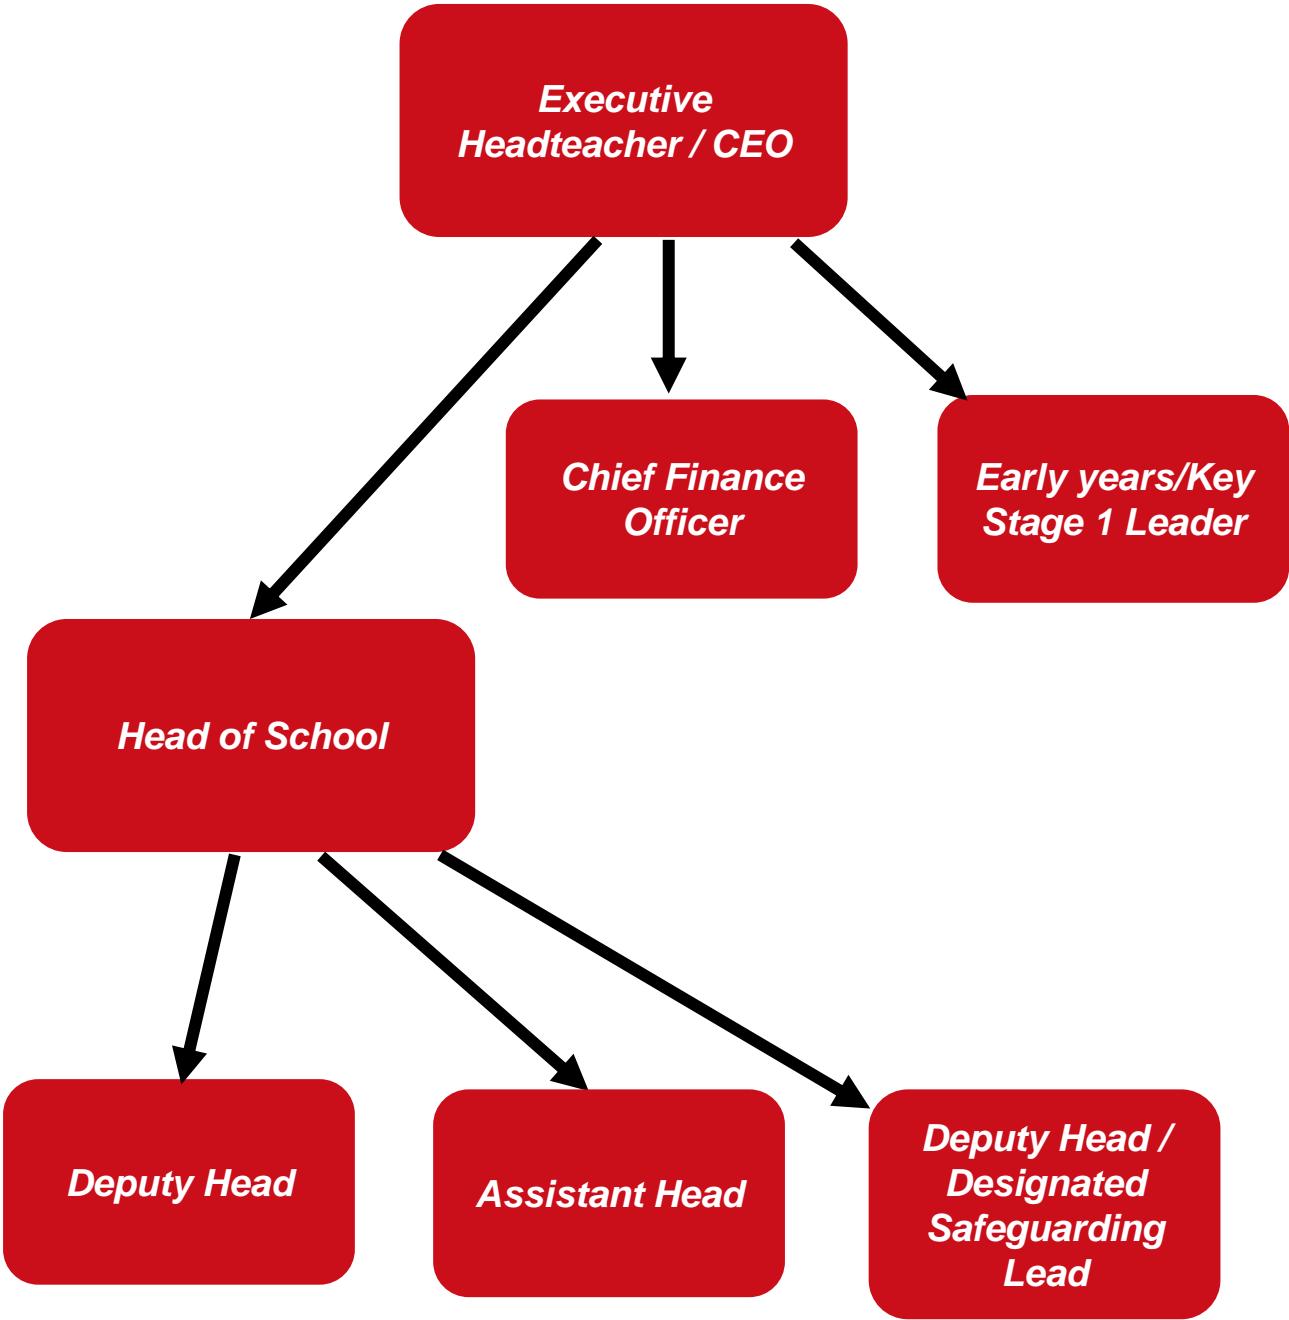 Executive
Headteacher / CEO
Chief Finance
Officer
Early years/Key
Stage 1 Leader
Head of School
Deputy Head
Assistant Head
Deputy Head /
Designated
Safeguarding
Lead